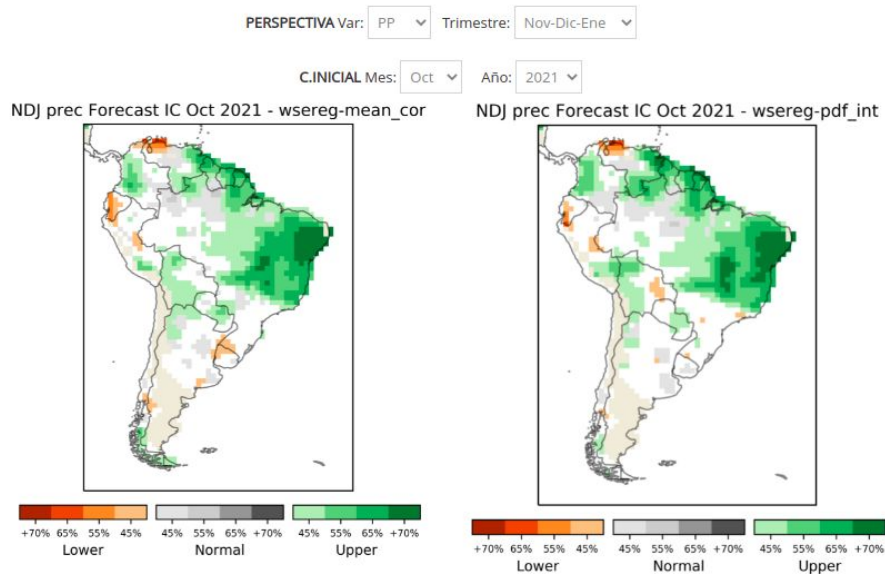 PERSPECTIVA Var: PP Trimestre: Nov-Dic-Ene
C.INICIAL Mes: Oct Año: 2021
NDJ prec Forecast IC Oct 2021 - wsereg-mean_cor
NDJ prec Forecast IC Oct 2021 - wsereg-pdf_int
+70% 65% 55% 45% 45% 55% 65% +70% 45% 55% 65% +70%
Lower Normal Upper
+70% 65% 55% 45% 45% 55% 65% +70% 45% 55% 65% +70%
Lower Normal Upper